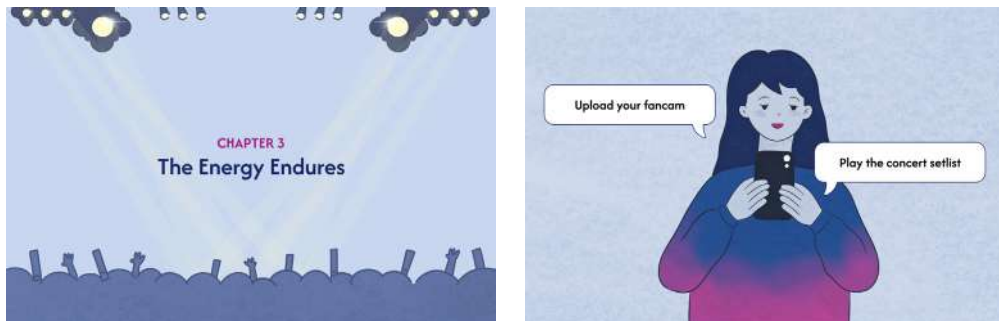 CHAPTER 3
The Energy Endures
Upload your fancam
Play the concert setlist